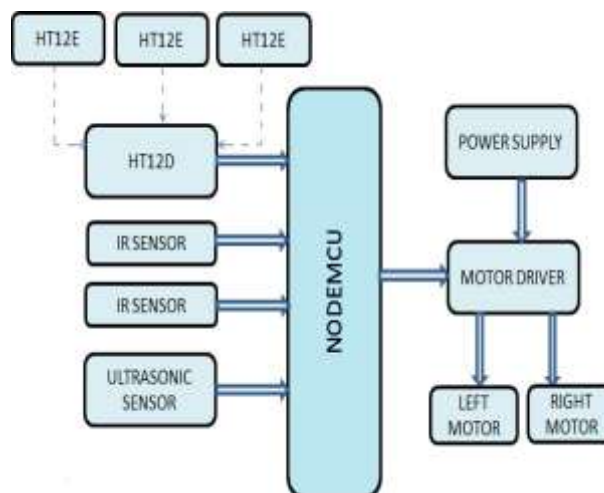 HT12E
HT12E
HT12E
HT12D
IR SENSOR
IR SENSOR
ULTRASONIC
SENSOR
NODEMCU
POWER SUPPLY
MOTOR DRIVER
LEFT
MOTOR
RIGHT
MOTOR